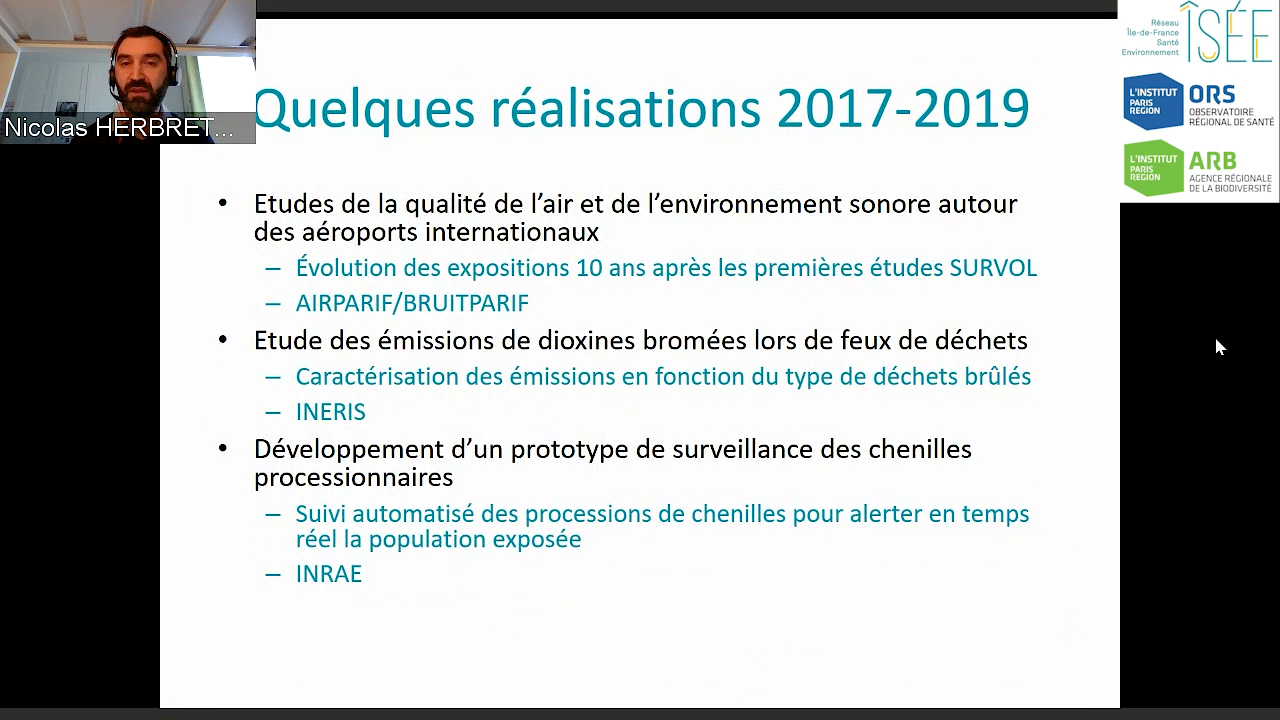 Nicolas HERBRET...
Quelques réalisations 2017-2019
Réseau
Île-de-France
Santé
Environnement
ÎSÉE
L'INSTITUT
PARIS
REGION
ORS
OBSERVATOIRE
RÉGIONAL DE SANTÉ
L'INSTITUT
PARIS
REGION
ARB
AGENCE RÉGIONALE
DE LA BIODIVERSITÉ
• Etudes de la qualité de l'air et de l'environnement sonore autour
des aéroports internationaux
– Évolution des expositions 10 ans après les premières études SURVOL
– AIRPARIF/BRUITPARIF
• Etude des émissions de dioxines bromées lors de feux de déchets
– Caractérisation des émissions en fonction du type de déchets brûlés
– INERIS
• Développement d'un prototype de surveillance des chenilles
processionnaires
– Suivi automatisé des processions de chenilles pour alerter en temps
réel la population exposée
– INRAE